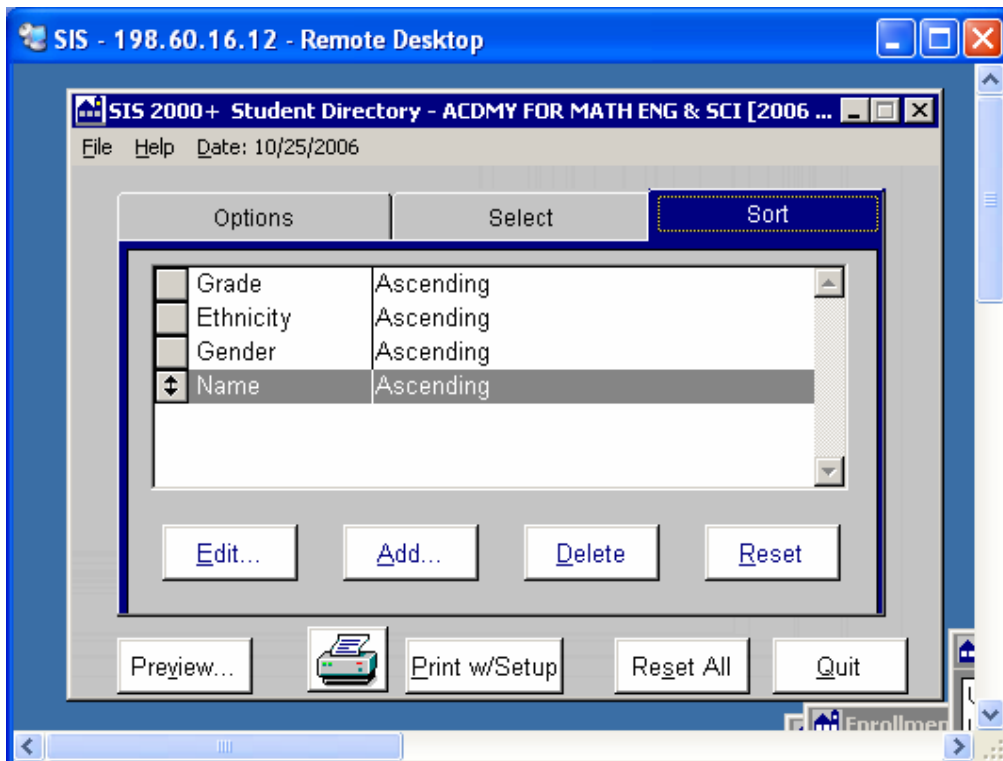 SIS - 198.60.16.12 - Remote Desktop
SIS 2000+ Student Directory - ACDMY FOR MATH ENG & SCI [2006 ...
File Help Date: 10/25/2006
Options Select Sort
Grade Ascending
Ethnicity Ascending
Gender Ascending
Name Ascending
Edit... Add... Delete Reset
Preview... Print w/Setup Reset All Quit
Enrollmen